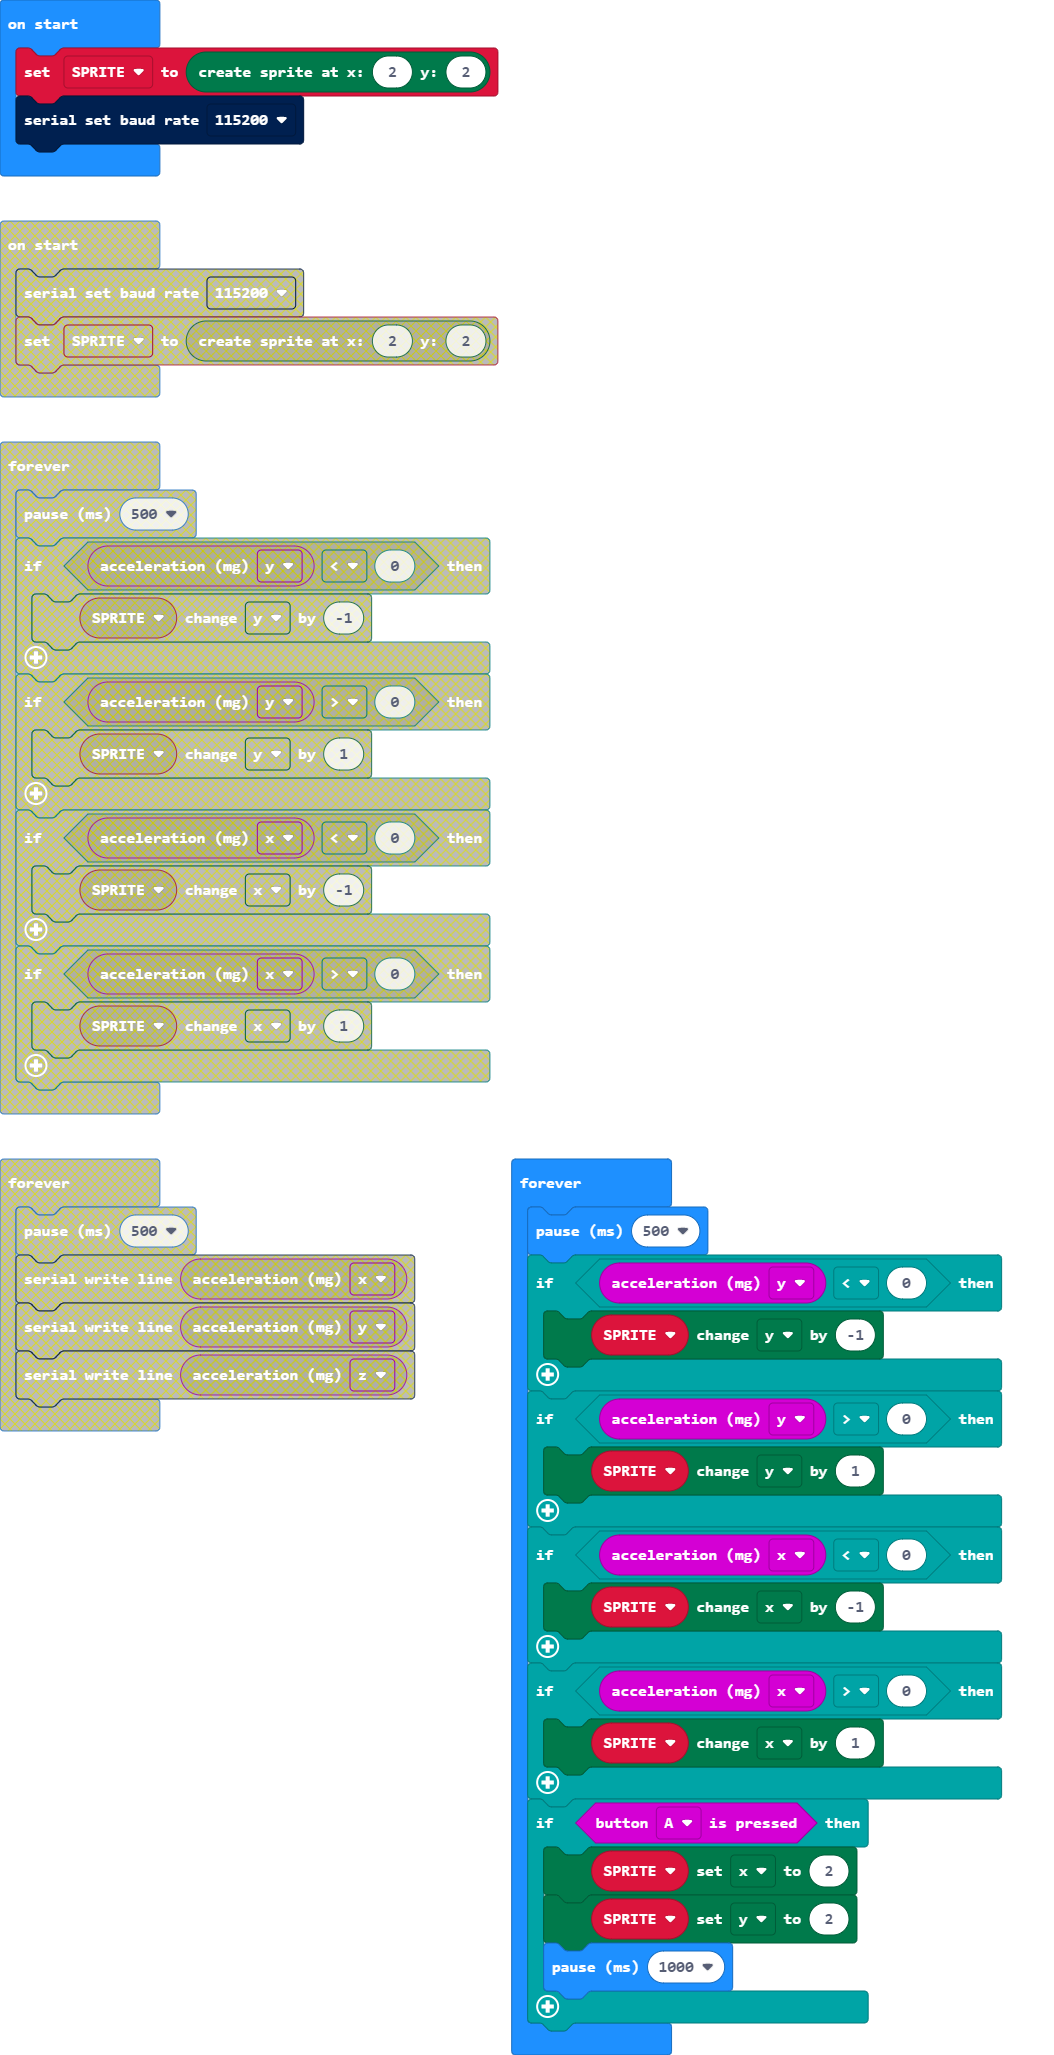 on start
set SPRITE to create sprite at x: 2 y: 2
serial set baud rate 115200
on start
serial set baud rate 115200
set SPRITE to create sprite at x: 2 y: 2
forever
pause (ms) 500
if acceleration (mg) y < 0 then
SPRITE change y by -1
if acceleration (mg) y > 0 then
SPRITE change y by 1
if acceleration (mg) x < 0 then
SPRITE change x by -1
if acceleration (mg) x > 0 then
SPRITE change x by 1
forever
pause (ms) 500
serial write line acceleration (mg) x
serial write line acceleration (mg) y
serial write line acceleration (mg) z
forever
pause (ms) 500
if acceleration (mg) y < 0 then
SPRITE change y by -1
if acceleration (mg) y > 0 then
SPRITE change y by 1
if acceleration (mg) x < 0 then
SPRITE change x by -1
if acceleration (mg) x > 0 then
SPRITE change x by 1
if button A is pressed then
SPRITE set x to 2
SPRITE set y to 2
pause (ms) 1000